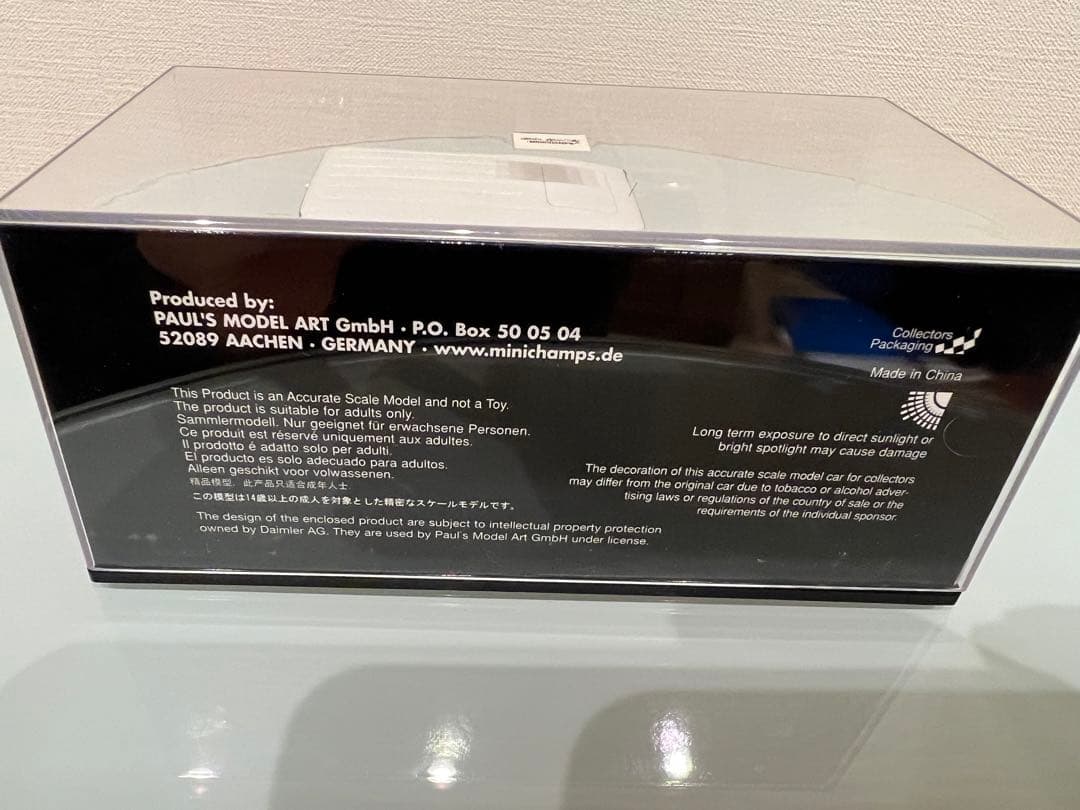 Produced by:
PAUL'S MODEL ART GmbH · P.O. Box 50 05 04
52089 AACHEN · GERMANY · www.minichamps.de
This Product is an Accurate Scale Model and not a Toy.
The product is suitable for adults only.
Sammlermodell. Nur geeignet für erwachsene Personen.
Ce produit est réservé uniquement aux adultes.
Il prodotto é adatto solo per adulti.
El producto es solo adecuado para adultos.
Alleen geschikt voor volwassenen.
精品模型，此产品只适合成年人士
この模型は14歳以上の成人を対象とした精密なスケールモデルです。
The design of the enclosed product are subject to intellectual property protection
owned by Daimler AG. They are used by Paul's Model Art GmbH under license.
Collectors
Packaging
Made in China
Long term exposure to direct sunlight or
bright spotlight may cause damage
The decoration of this accurate scale model car for collectors
may differ from the original car due to tobacco or alcohol adver-
tising laws or regulations of the country of sale or the
requirements of the individual sponsor.